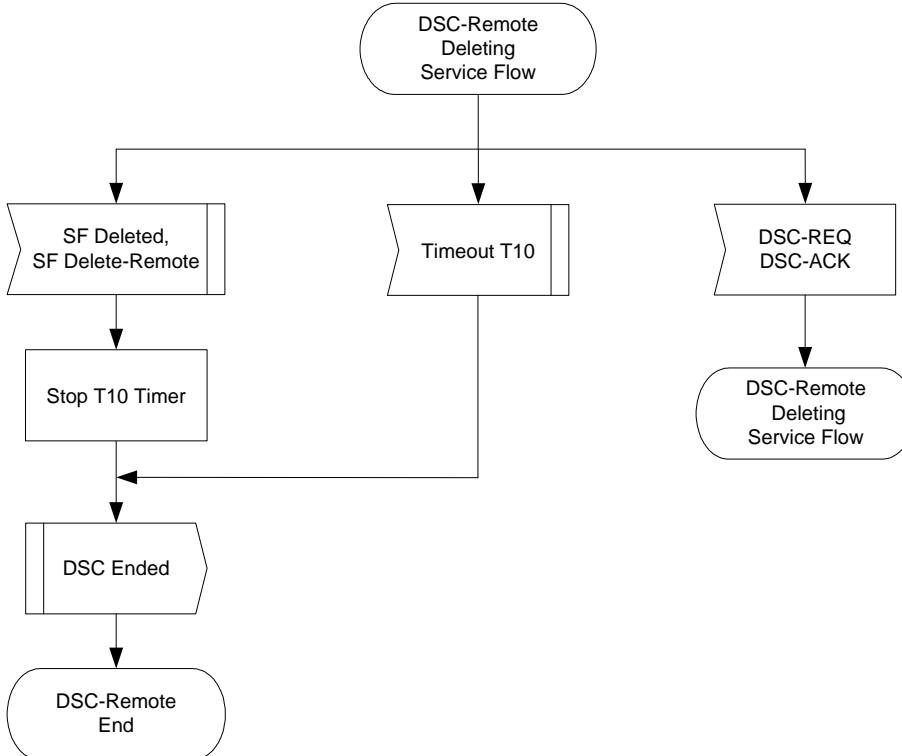 DSC-Remote
Deleting
Service Flow
SF Deleted,
SF Delete-Remote
Timeout T10
DSC-REQ
DSC-ACK
Stop T10 Timer
DSC-Remote
Deleting
Service Flow
DSC Ended
DSC-Remote
End